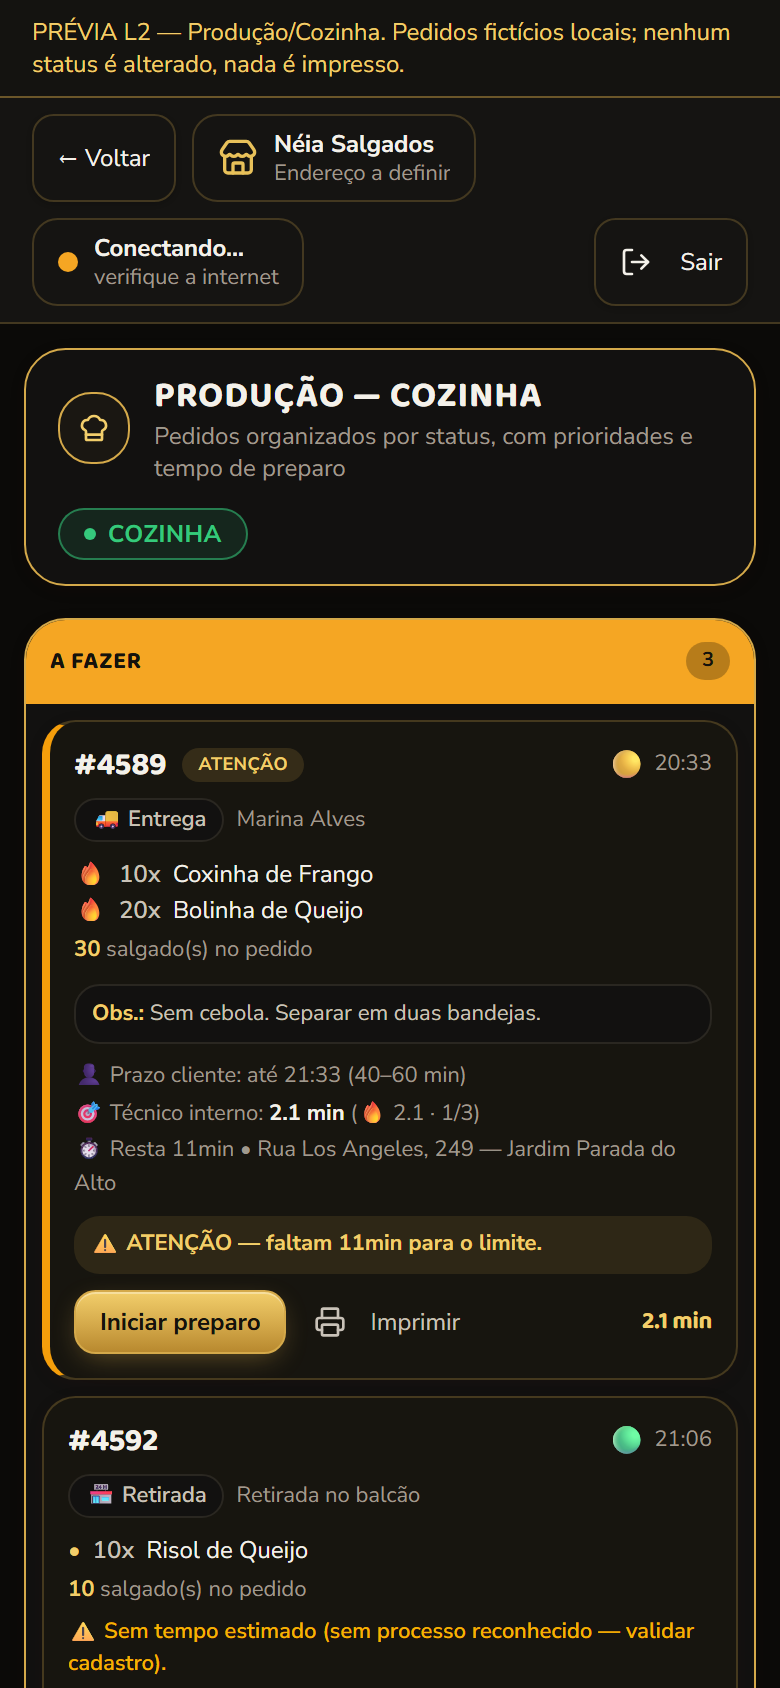 PRÉVIA L2 — Produção/Cozinha. Pedidos fictícios locais; nenhum
status é alterado, nada é impresso.
← Voltar
Néia Salgados
Endereço a definir
Conectando...
verifique a internet
Sair
PRODUÇÃO — COZINHA
Pedidos organizados por status, com prioridades e
tempo de preparo
COZINHA
A FAZER 3
#4589 ATENÇÃO 20:33
Entrega Marina Alves
10x Coxinha de Frango
20x Bolinha de Queijo
30 salgado(s) no pedido
Obs.: Sem cebola. Separar em duas bandejas.
Prazo cliente: até 21:33 (40–60 min)
Técnico interno: 2.1 min (🔥 2.1 · 1/3)
Resta 11min • Rua Los Angeles, 249 — Jardim Parada do
Alto
ATENÇÃO — faltam 11min para o limite.
Iniciar preparo Imprimir 2.1 min
#4592 21:06
Retirada Retirada no balcão
• 10x Risol de Queijo
10 salgado(s) no pedido
Sem tempo estimado (sem processo reconhecido — validar
cadastro).